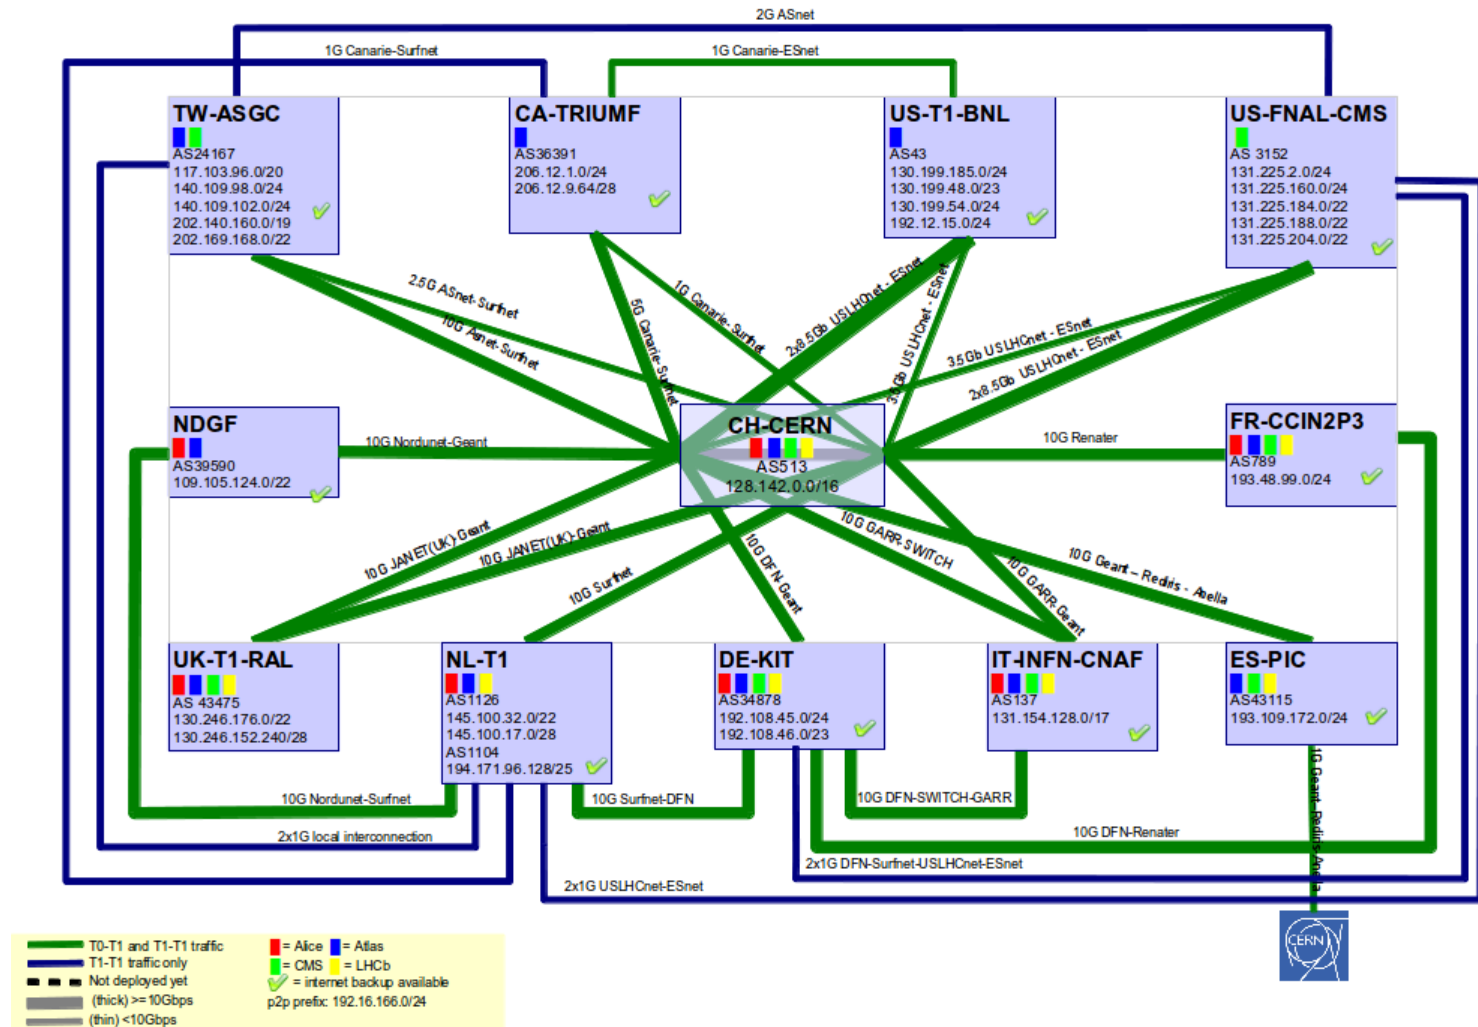 2G ASnet
1G Canarie-Surfnet
1G Canarie-ESnet
TW-ASGC
AS24167
117.103.96.0/20
140.109.98.0/24
140.109.102.0/24
202.140.160.0/19
202.169.168.0/22
CA-TRIUMF
AS36391
206.12.1.0/24
206.12.9.64/28
US-T1-BNL
AS43
130.199.185.0/24
130.199.48.0/23
130.199.54.0/24
192.12.15.0/24
US-FNAL-CMS
AS 3152
131.225.2.0/24
131.225.160.0/24
131.225.184.0/22
131.225.188.0/22
131.225.204.0/22
2.5G ASnet-Surfnet
10G Asnet-Surfnet
5G Canarie-Surfnet
1G Canarie-Surfnet
2x8.5Gb USLHCnet - ESnet
3.5Gb USLHCnet - ESnet
3.5Gb USLHCnet - ESnet
2x8.5Gb USLHCnet - ESnet
NDGF
AS39590
109.105.124.0/22
10G Nordunet-Geant
CH-CERN
AS513
128.142.0.0/16
10G Renater
FR-CCIN2P3
AS789
193.48.99.0/24
10G JANET(UK)-Geant
10G JANET(UK)-Geant
10G Surfnet
10G DFN-Geant
10G GARR-SWITCH
10G GARR-Geant
10G Geant – Rediris - Anella
UK-T1-RAL
AS 43475
130.246.176.0/22
130.246.152.240/28
NL-T1
AS1126
145.100.32.0/22
145.100.17.0/28
AS1104
194.171.96.128/25
DE-KIT
AS34878
192.108.45.0/24
192.108.46.0/23
IT-INFN-CNAF
AS137
131.154.128.0/17
ES-PIC
AS43115
193.109.172.0/24
10G Nordunet-Surfnet
10G Surfnet-DFN
10G DFN-SWITCH-GARR
1G Geant-Rediris-Anella
2x1G local interconnection
10G DFN-Renater
2x1G DFN-Surfnet-USLHCnet-ESnet
2x1G USLHCnet-ESnet
CERN
T0-T1 and T1-T1 traffic
T1-T1 traffic only
Not deployed yet
(thick) >= 10Gbps
(thin) <10Gbps
= Alice = Atlas
= CMS = LHCb
= internet backup available
p2p prefix: 192.16.166.0/24